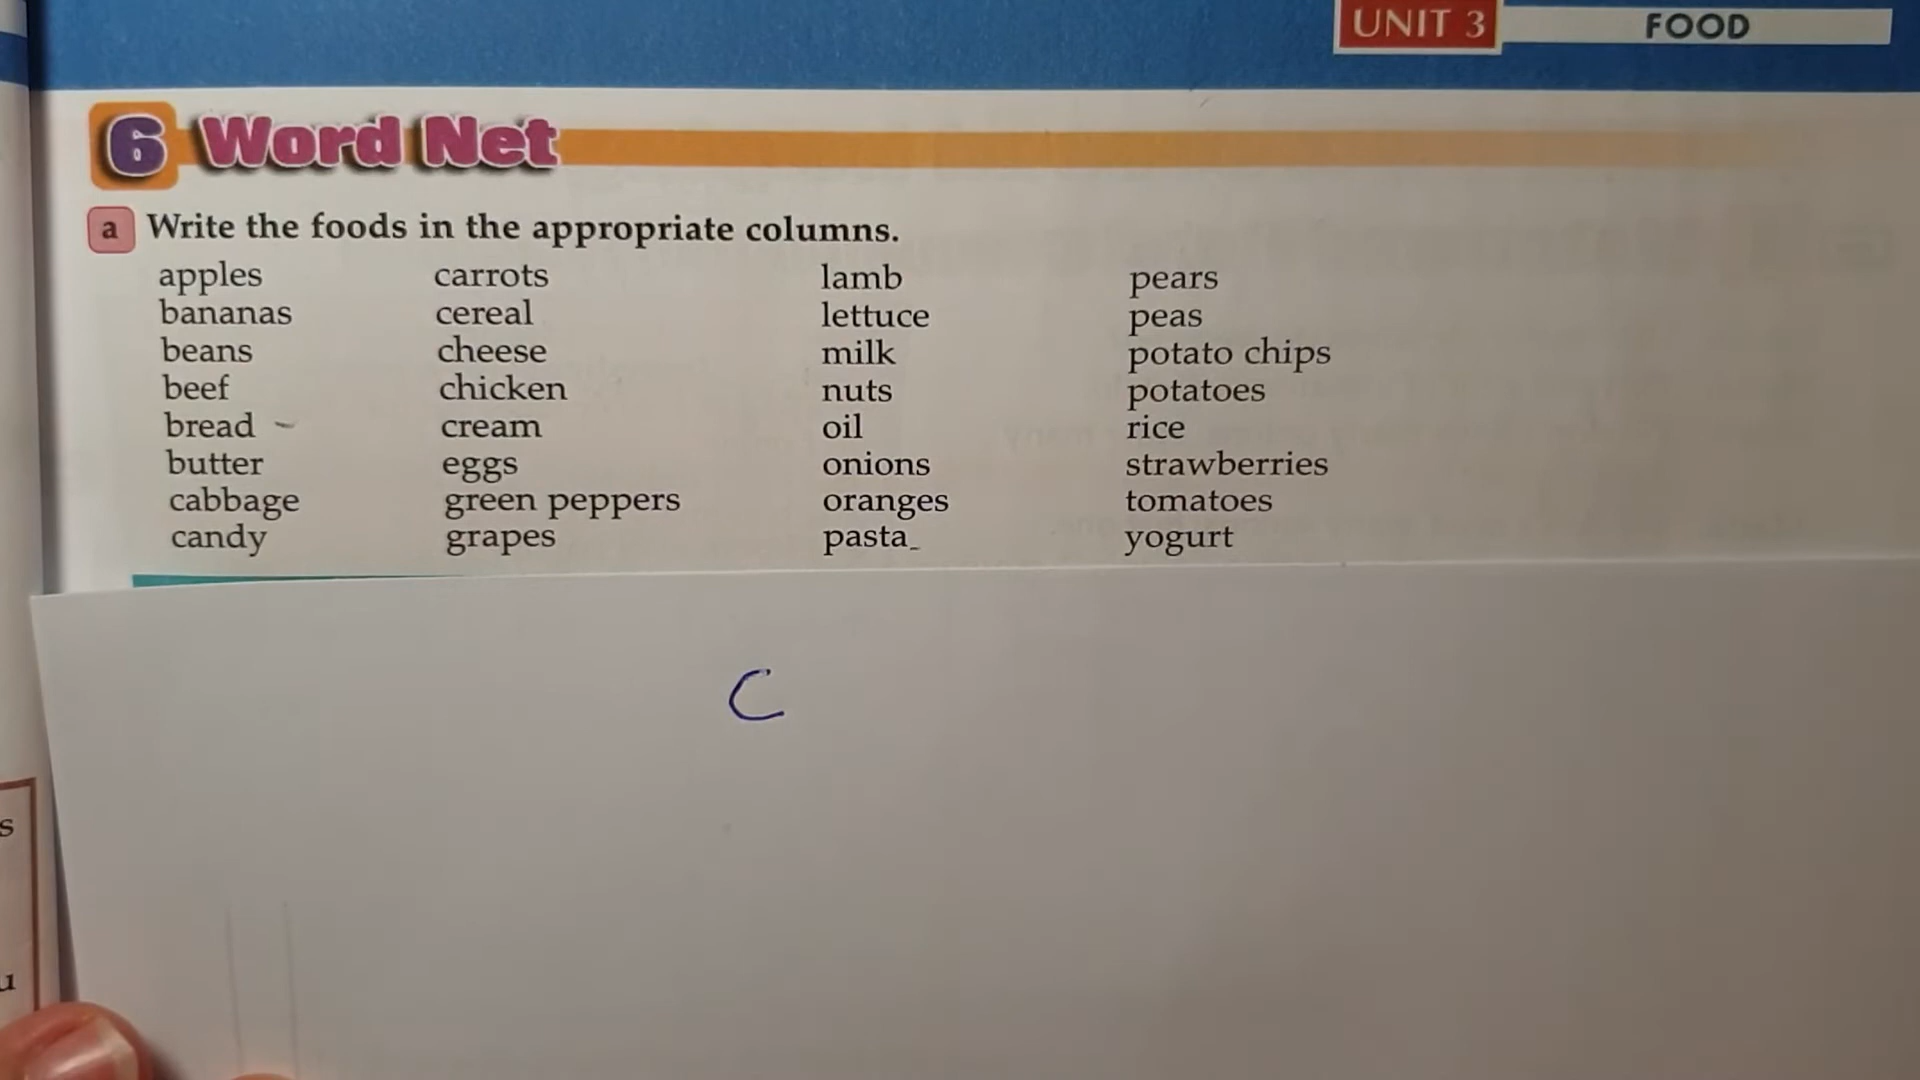 UNIT 3 FOOD
6 Word Net
a Write the foods in the appropriate columns.
apples carrots lamb pears
bananas cereal lettuce peas
beans cheese milk potato chips
beef chicken nuts potatoes
bread cream oil rice
butter eggs onions strawberries
cabbage green peppers oranges tomatoes
candy grapes pasta yogurt
C
s
u